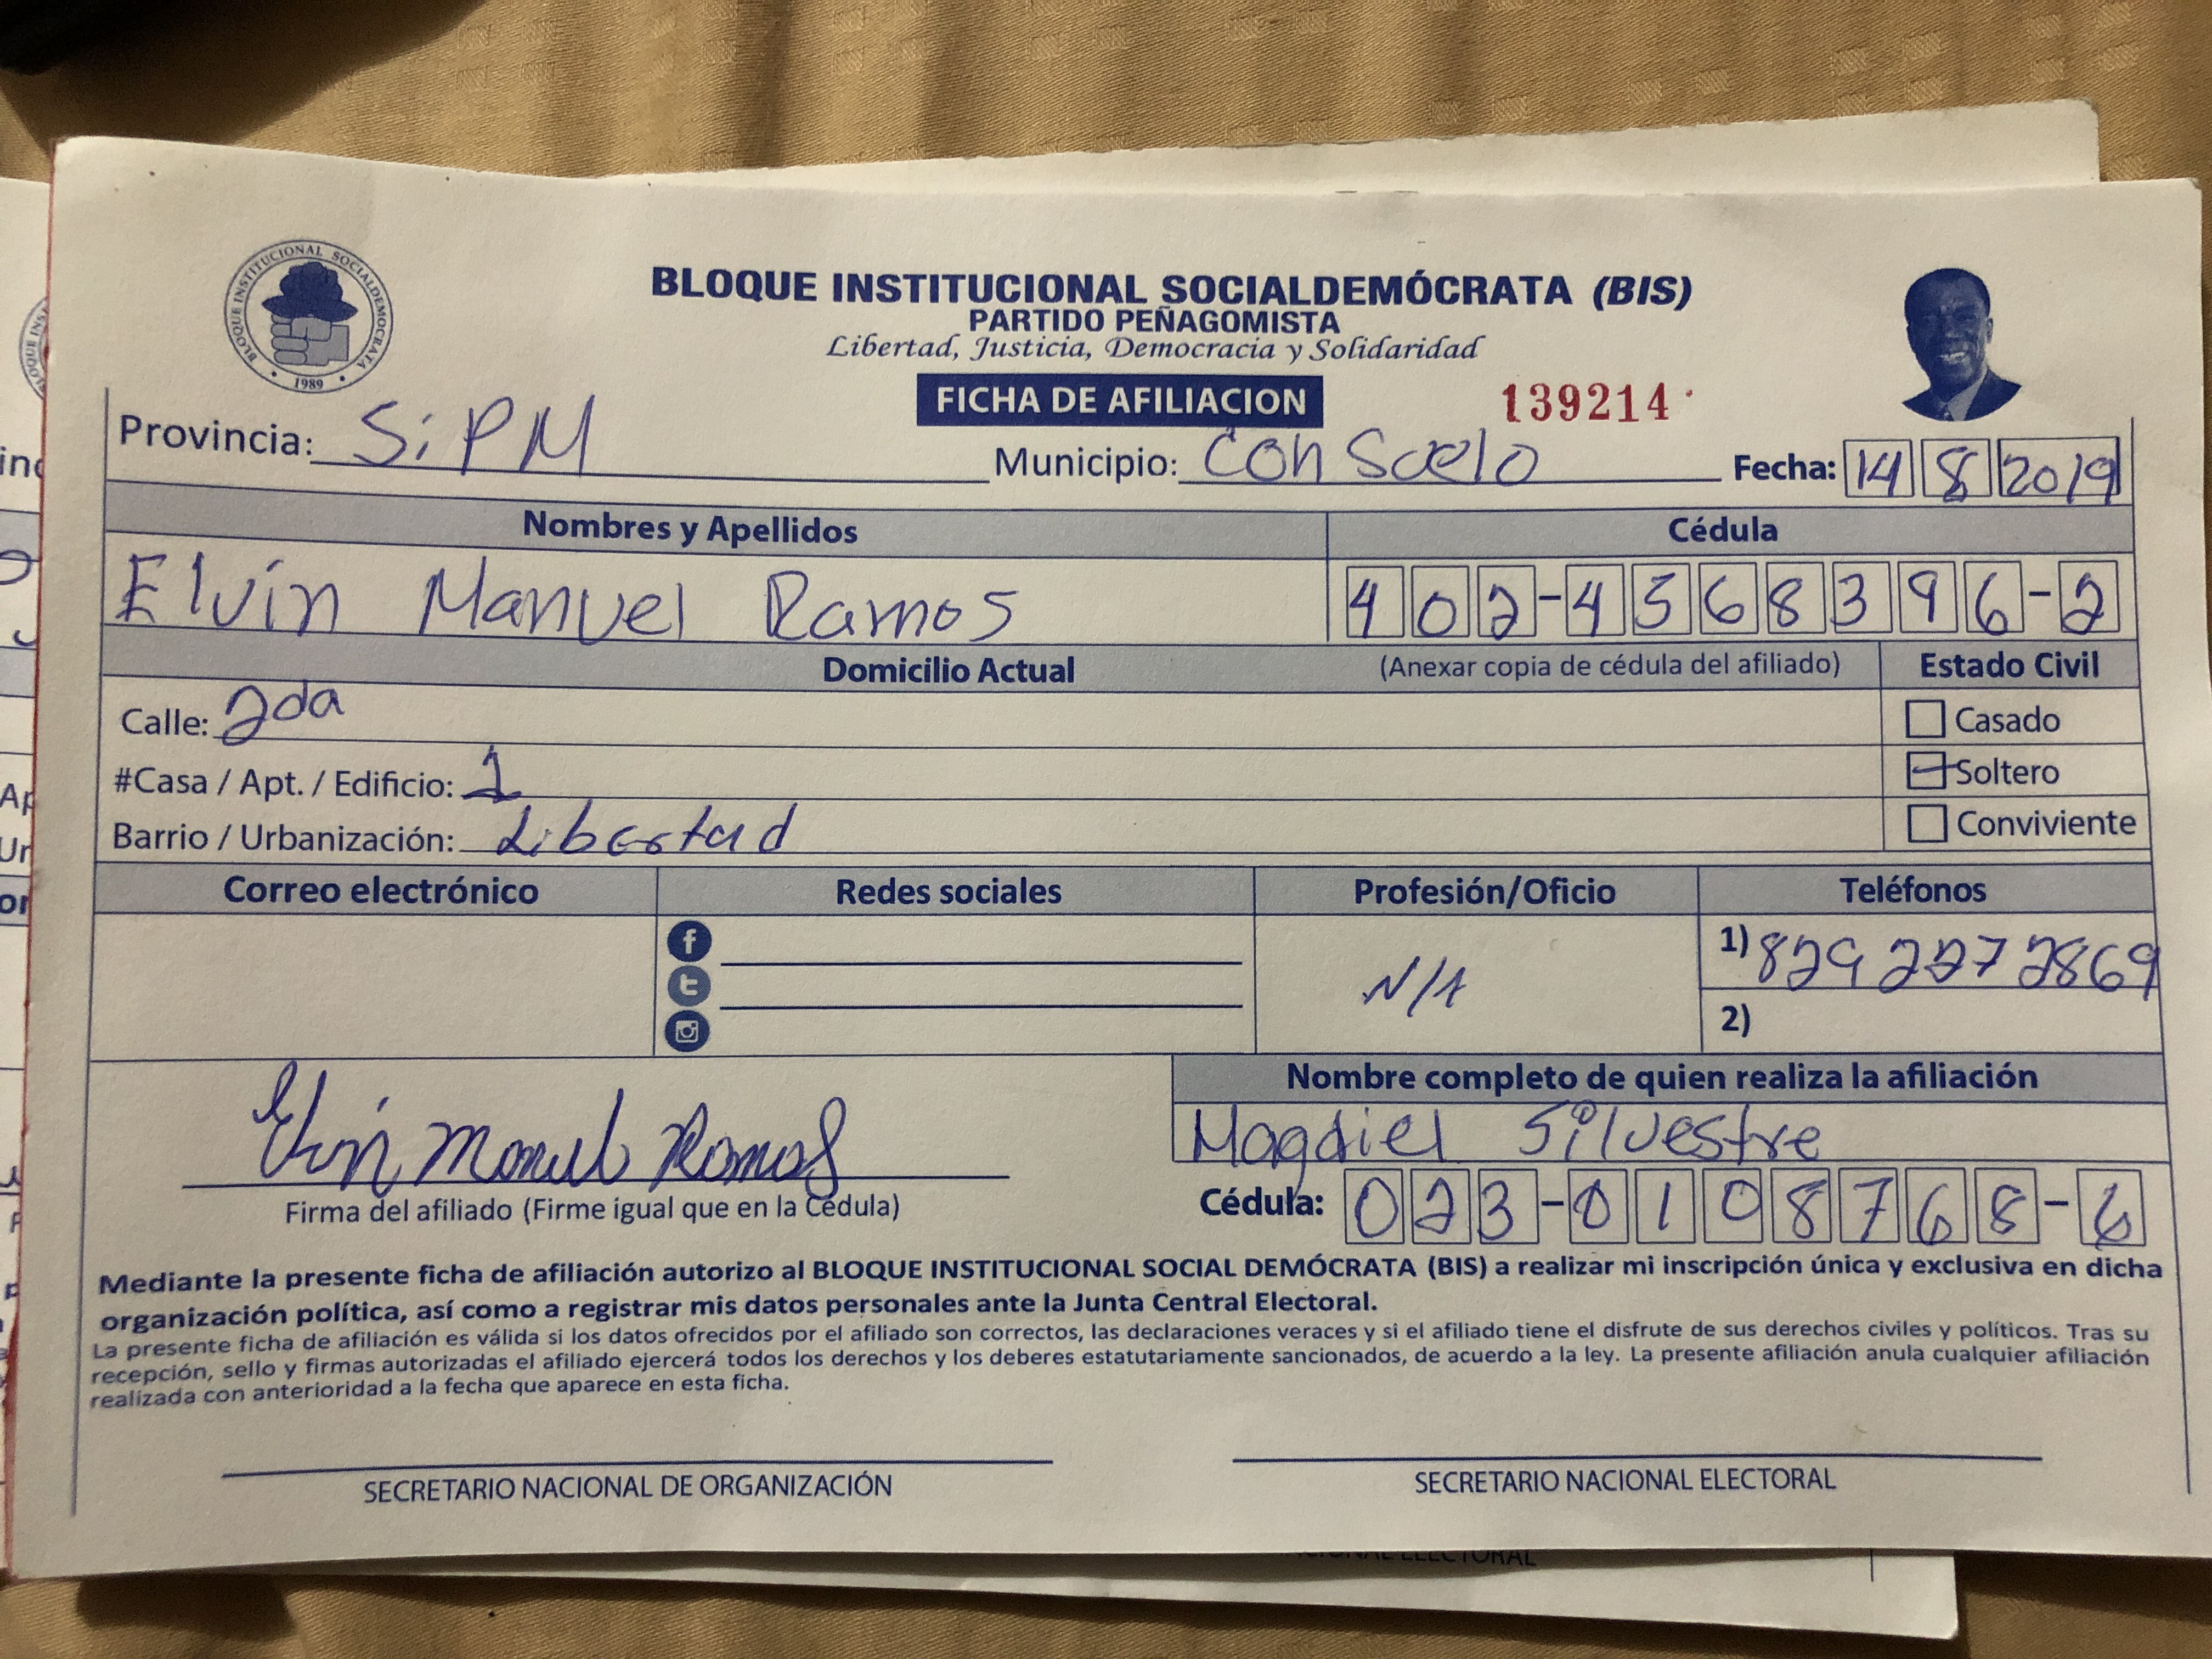 BLOQUE INSTITUCIONAL SOCIALDEMÓCRATA
1989
BLOQUE INSTITUCIONAL SOCIALDEMÓCRATA (BIS)
PARTIDO PEÑAGOMISTA
Libertad, Justicia, Democracia y Solidaridad
FICHA DE AFILIACION 139214
Provincia: S.PM Municipio: Consuelo Fecha: 14 8 2019
Nombres y Apellidos Cédula
Elvin Manuel Ramos 402-4568396-2
Domicilio Actual (Anexar copia de cédula del afiliado) Estado Civil
Calle: 2da Casado
#Casa / Apt. / Edificio: 1 Soltero
Barrio / Urbanización: Libertad Conviviente
Correo electrónico Redes sociales Profesión/Oficio Teléfonos
N/A 1) 829 227 2869
2)
Nombre completo de quien realiza la afiliación
Elvin Manuel Ramos Magdiel Silvestre
Firma del afiliado (Firme igual que en la Cédula) Cédula: 023-0108768-6
Mediante la presente ficha de afiliación autorizo al BLOQUE INSTITUCIONAL SOCIAL DEMÓCRATA (BIS) a realizar mi inscripción única y exclusiva en dicha
organización política, así como a registrar mis datos personales ante la Junta Central Electoral.
La presente ficha de afiliación es válida si los datos ofrecidos por el afiliado son correctos, las declaraciones veraces y si el afiliado tiene el disfrute de sus derechos civiles y políticos. Tras su
recepción, sello y firmas autorizadas el afiliado ejercerá todos los derechos y los deberes estatutariamente sancionados, de acuerdo a la ley. La presente afiliación anula cualquier afiliación
realizada con anterioridad a la fecha que aparece en esta ficha.
SECRETARIO NACIONAL DE ORGANIZACIÓN SECRETARIO NACIONAL ELECTORAL